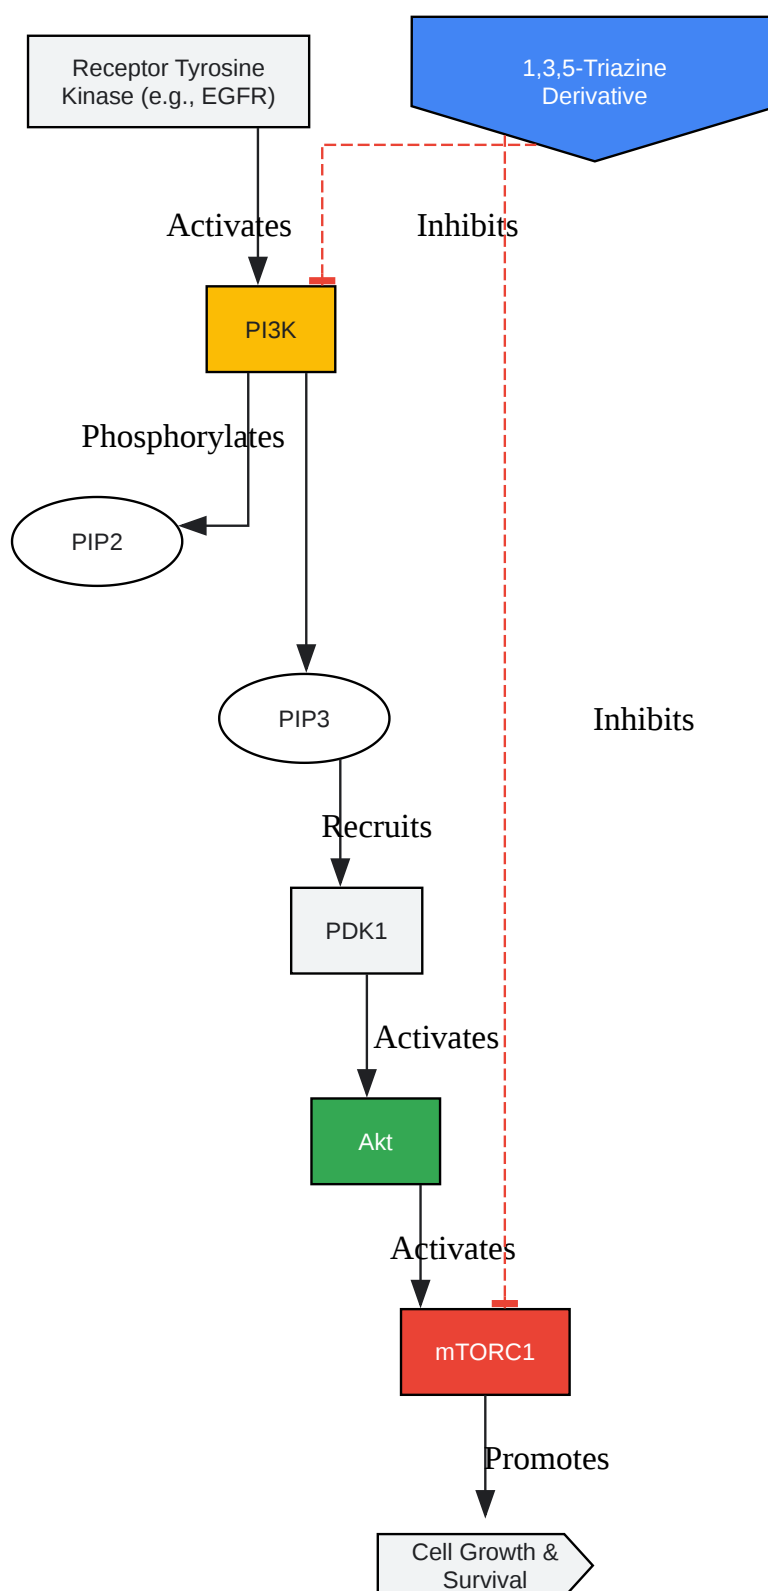 Receptor Tyrosine
Kinase (e.g., EGFR)
1,3,5-Triazine
Derivative
Activates
Inhibits
PI3K
Phosphorylates
PIP2
PIP3
Inhibits
Recruits
PDK1
Activates
Akt
Activates
mTORC1
Promotes
Cell Growth &
Survival